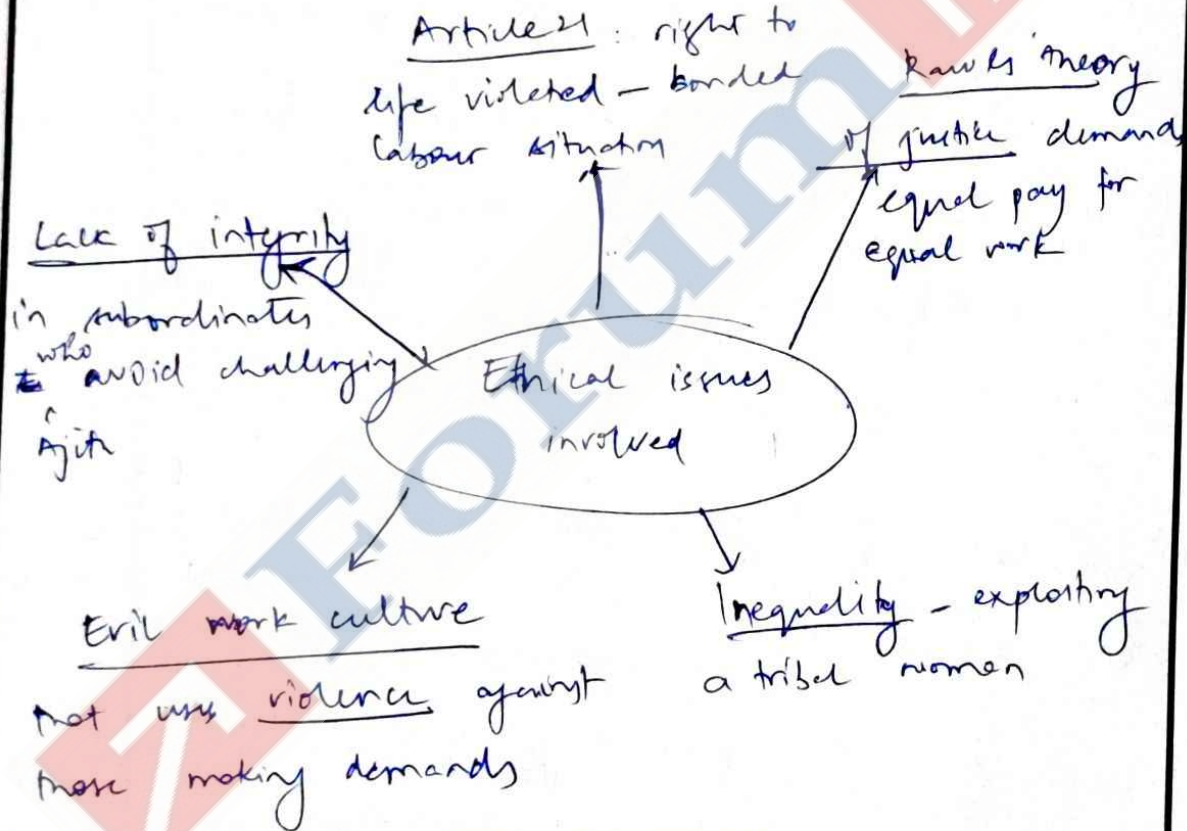 Article 21 : right to
life violated – bonded
labour situation
Rawls theory
of justice demands
equal pay for
equal work
Lack of integrity
in subordinates
who avoid challenging
Ajith
Ethical issues
involved
Evil work culture
that uses violence against
those making demands
Inequality – exploiting
a tribal women
Forum